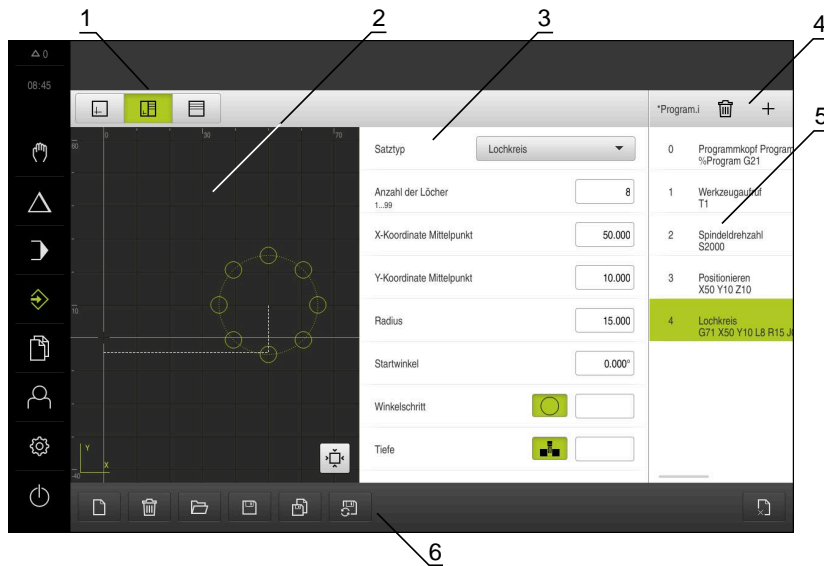 1
2
3
4
5
0
08:45
*Program.i
60
0
30
70
10
-40
Y
X
Satztyp
Lochkreis
Anzahl der Löcher
1...99
8
X-Koordinate Mittelpunkt
50.000
Y-Koordinate Mittelpunkt
10.000
Radius
15.000
Startwinkel
0.000°
Winkelschritt
Tiefe
0 Programmkopf Program
%Program G21
1 Werkzeugaufruf
T1
2 Spindeldrehzahl
S2000
3 Positionieren
X50 Y10 Z10
4 Lochkreis
G71 X50 Y10 L8 R15
6